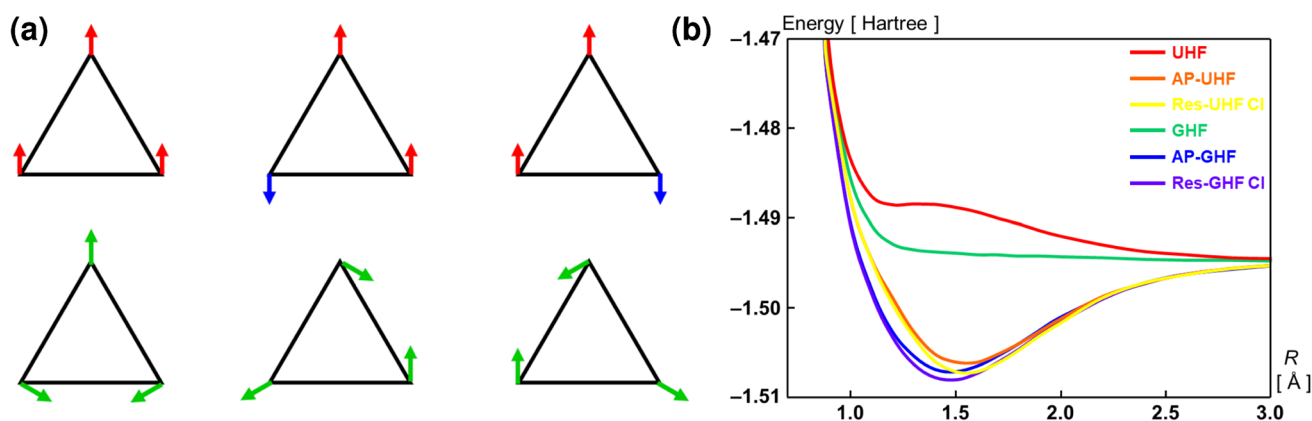 (a)
(b)
Energy [ Hartree ]
−1.47
−1.48
−1.49
−1.50
−1.51
UHF
AP-UHF
Res-UHF CI
GHF
AP-GHF
Res-GHF CI
R
[ Å ]
1.0 1.5 2.0 2.5 3.0